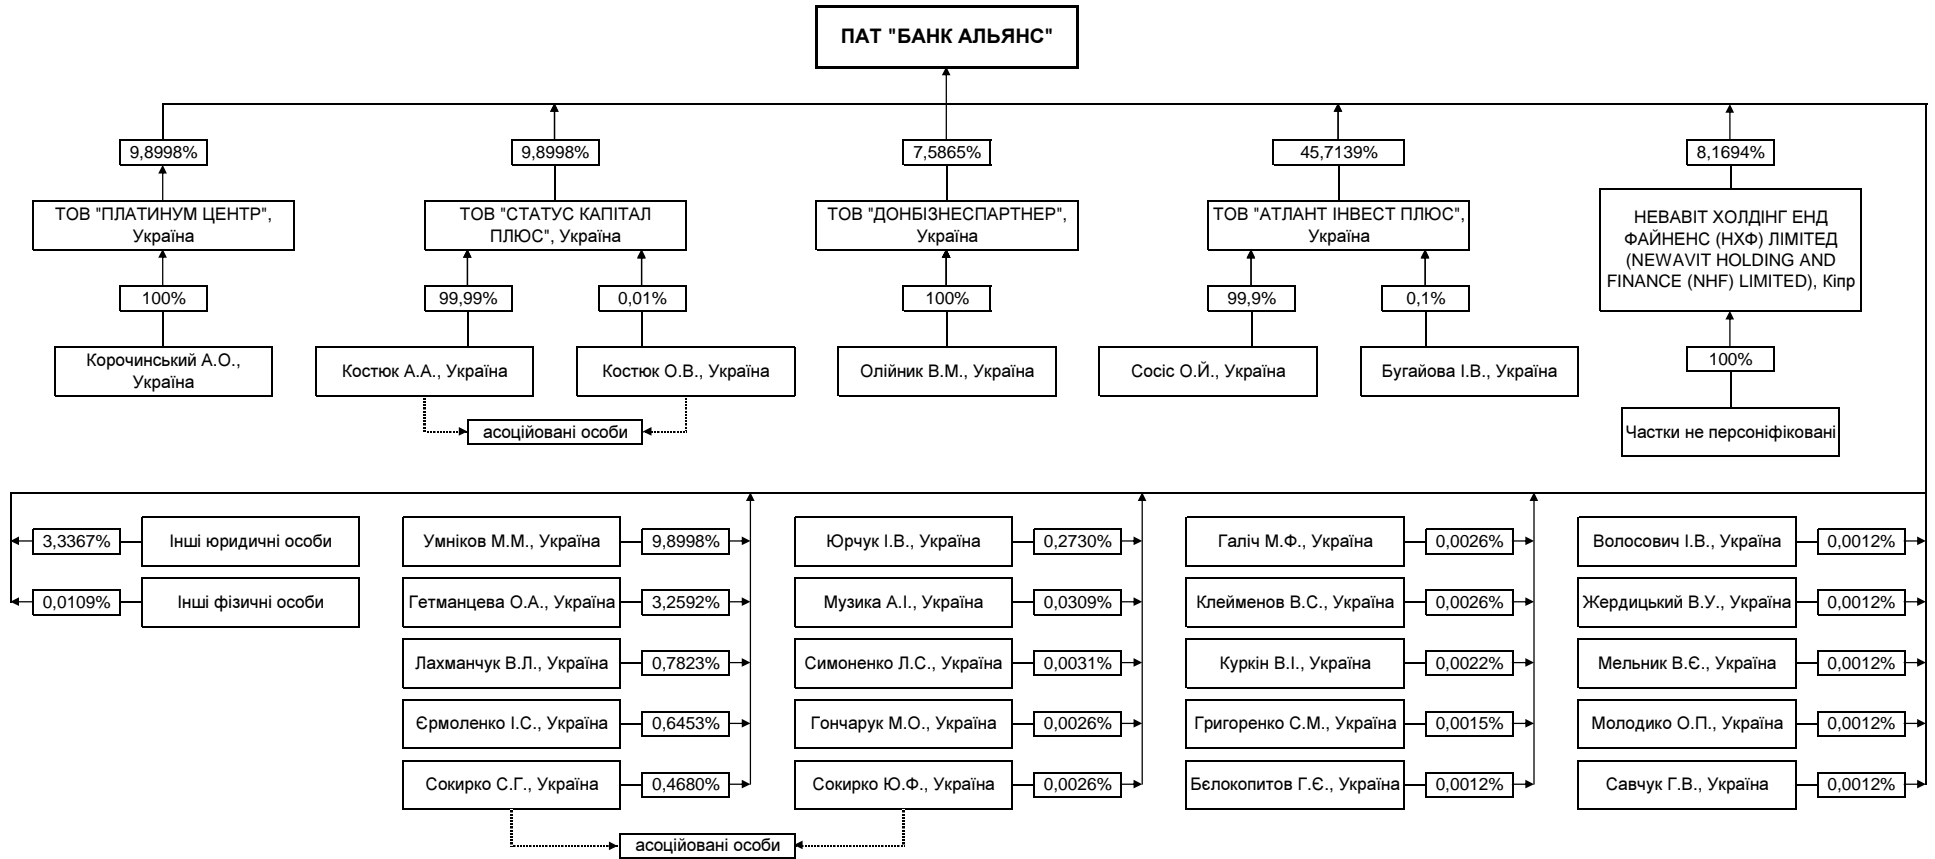 ПАТ "БАНК АЛЬЯНС"
9,8998%
9,8998%
7,5865%
45,7139%
8,1694%
ТОВ "ПЛАТИНУМ ЦЕНТР",
Україна
ТОВ "СТАТУС КАПІТАЛ
ПЛЮС", Україна
ТОВ "ДОНБІЗНЕСПАРТНЕР",
Україна
ТОВ "АТЛАНТ ІНВЕСТ ПЛЮС",
Україна
НЕВАВІТ ХОЛДІНГ ЕНД
ФАЙНЕНС (НХФ) ЛІМІТЕД
(NEWAVIT HOLDING AND
FINANCE (NHF) LIMITED), Кіпр
100%
99,99%
0,01%
100%
99,9%
0,1%
100%
Корочинський А.О.,
Україна
Костюк А.А., Україна
Костюк О.В., Україна
Олійник В.М., Україна
Сосіс О.Й., Україна
Бугайова І.В., Україна
Частки не персоніфіковані
асоційовані особи
3,3367%
Інші юридичні особи
Умніков М.М., Україна
9,8998%
Юрчук І.В., Україна
0,2730%
Галіч М.Ф., Україна
0,0026%
Волосович І.В., Україна
0,0012%
0,0109%
Інші фізичні особи
Гетманцева О.А., Україна
3,2592%
Музика А.І., Україна
0,0309%
Клейменов В.С., Україна
0,0026%
Жердицький В.У., Україна
0,0012%
Лахманчук В.Л., Україна
0,7823%
Симоненко Л.С., Україна
0,0031%
Куркін В.І., Україна
0,0022%
Мельник В.Є., Україна
0,0012%
Єрмоленко І.С., Україна
0,6453%
Гончарук М.О., Україна
0,0026%
Григоренко С.М., Україна
0,0015%
Молодико О.П., Україна
0,0012%
Сокирко С.Г., Україна
0,4680%
Сокирко Ю.Ф., Україна
0,0026%
Бєлокопитов Г.Є., Україна
0,0012%
Савчук Г.В., Україна
0,0012%
асоційовані особи